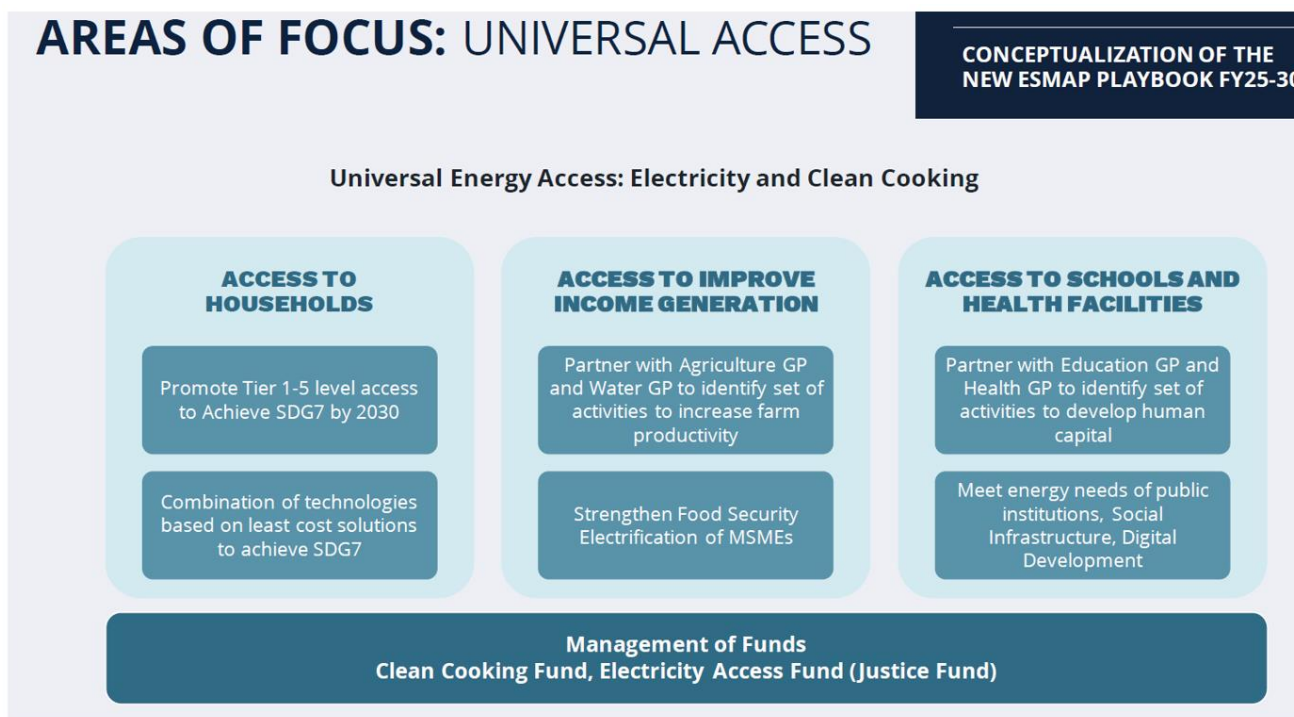 AREAS OF FOCUS: UNIVERSAL ACCESS
CONCEPTUALIZATION OF THE
NEW ESMAP PLAYBOOK FY25-30
Universal Energy Access: Electricity and Clean Cooking
ACCESS TO
HOUSEHOLDS
Promote Tier 1-5 level access
to Achieve SDG7 by 2030
Combination of technologies
based on least cost solutions
to achieve SDG7
ACCESS TO IMPROVE
INCOME GENERATION
Partner with Agriculture GP
and Water GP to identify set of
activities to increase farm
productivity
Strengthen Food Security
Electrification of MSMEs
ACCESS TO SCHOOLS AND
HEALTH FACILITIES
Partner with Education GP and
Health GP to identify set of
activities to develop human
capital
Meet energy needs of public
institutions, Social
Infrastructure, Digital
Development
Management of Funds
Clean Cooking Fund, Electricity Access Fund (Justice Fund)